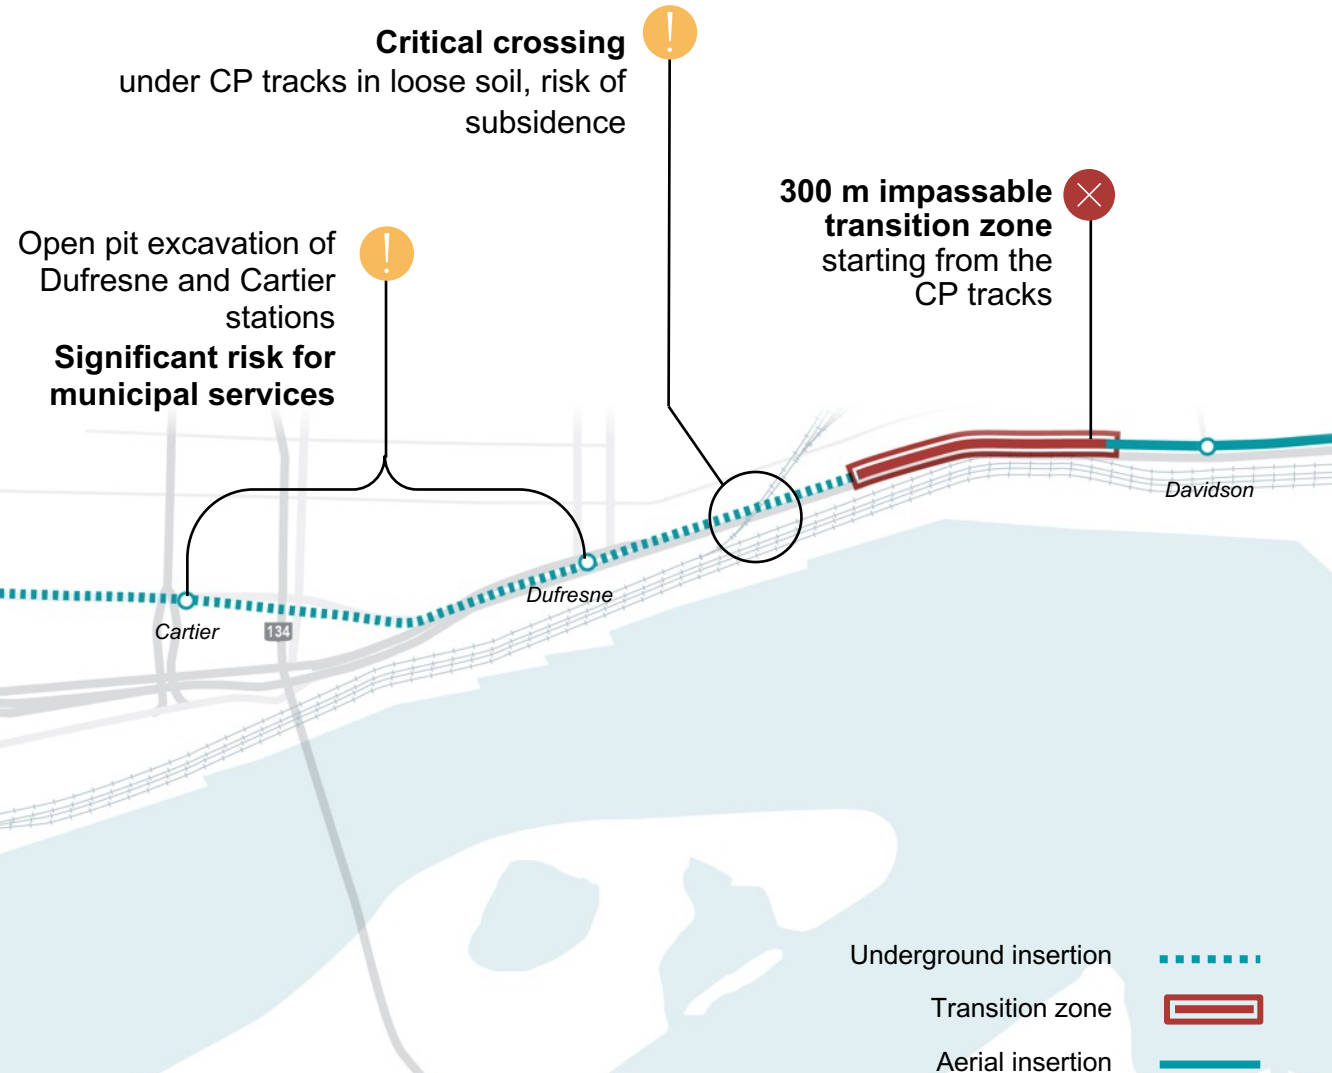 Critical crossing
under CP tracks in loose soil, risk of
subsidence
300 m impassable
transition zone
starting from the
CP tracks
Open pit excavation of
Dufresne and Cartier
stations
Significant risk for
municipal services
Davidson
Dufresne
Cartier
134
Underground insertion
Transition zone
Aerial insertion